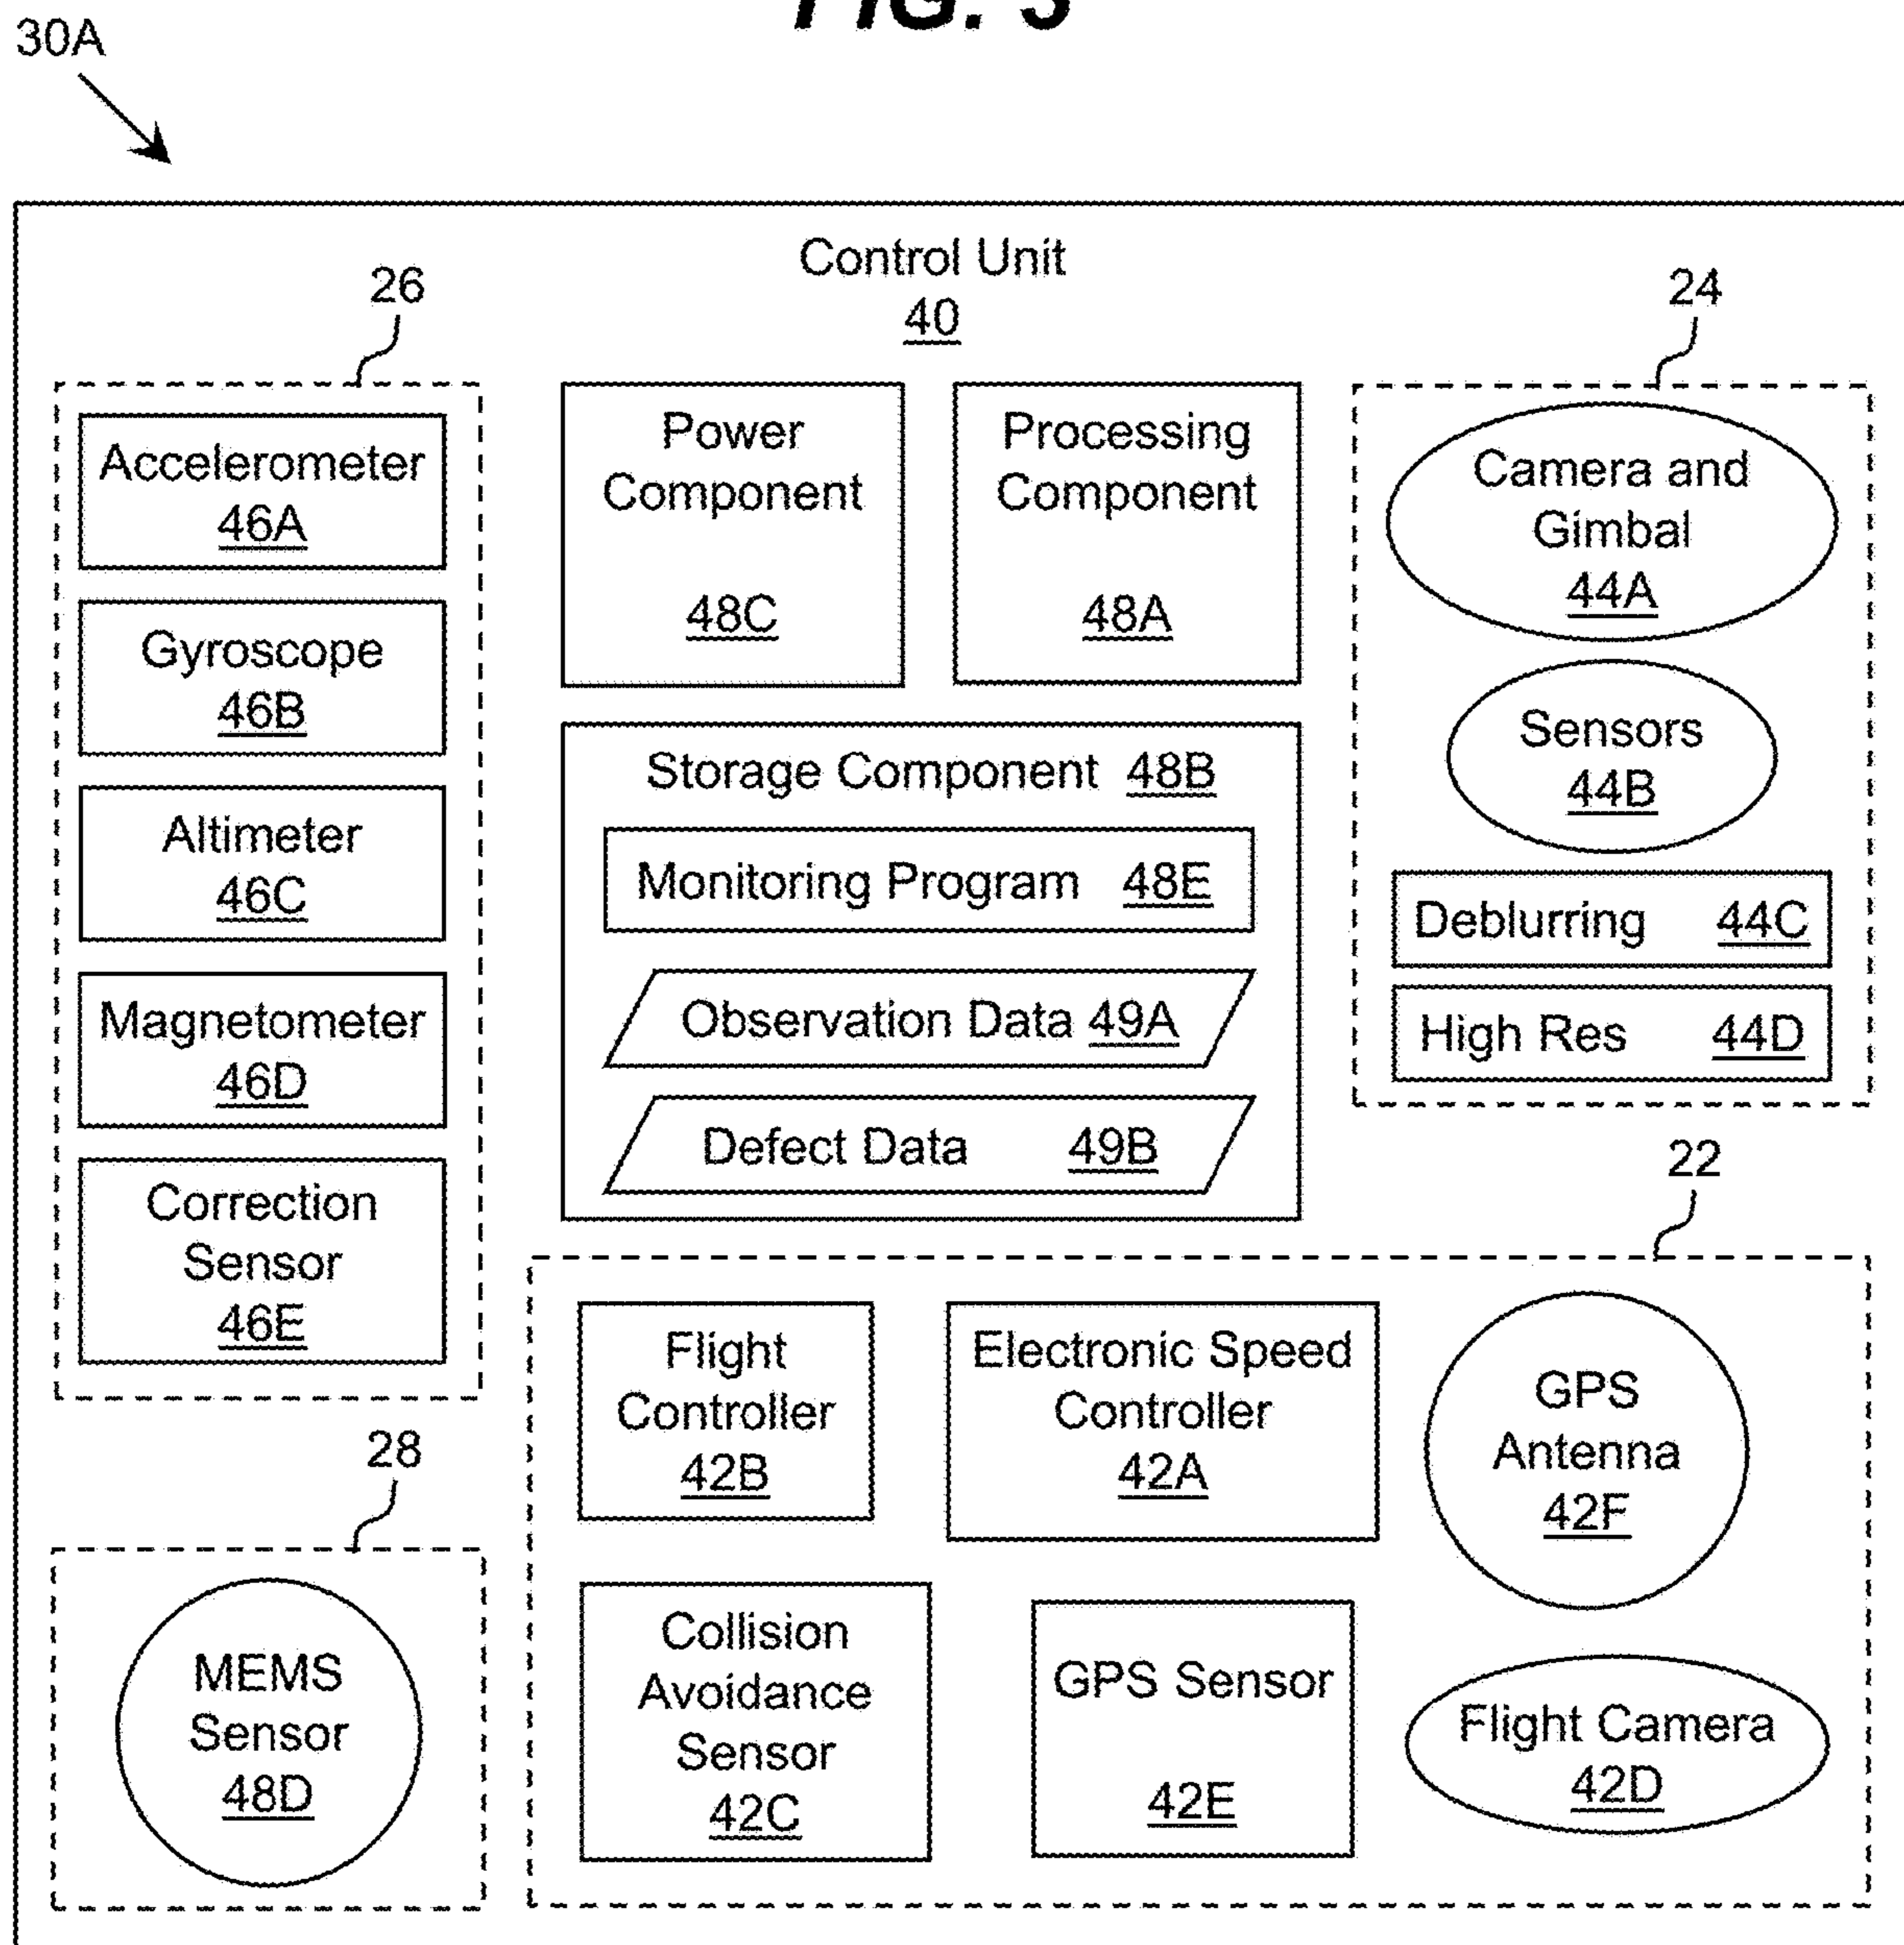 FIG. 3
30A
Control Unit
40
26
Accelerometer
46A
Gyroscope
46B
Altimeter
46C
Magnetometer
46D
Correction
Sensor
46E
Power
Component
48C
Processing
Component
48A
Storage Component 48B
Monitoring Program 48E
Observation Data 49A
Defect Data 49B
24
Camera and
Gimbal
44A
Sensors
44B
Deblurring 44C
High Res 44D
28
MEMS
Sensor
48D
22
Flight
Controller
42B
Electronic Speed
Controller
42A
GPS
Antenna
42F
Collision
Avoidance
Sensor
42C
GPS Sensor
42E
Flight Camera
42D